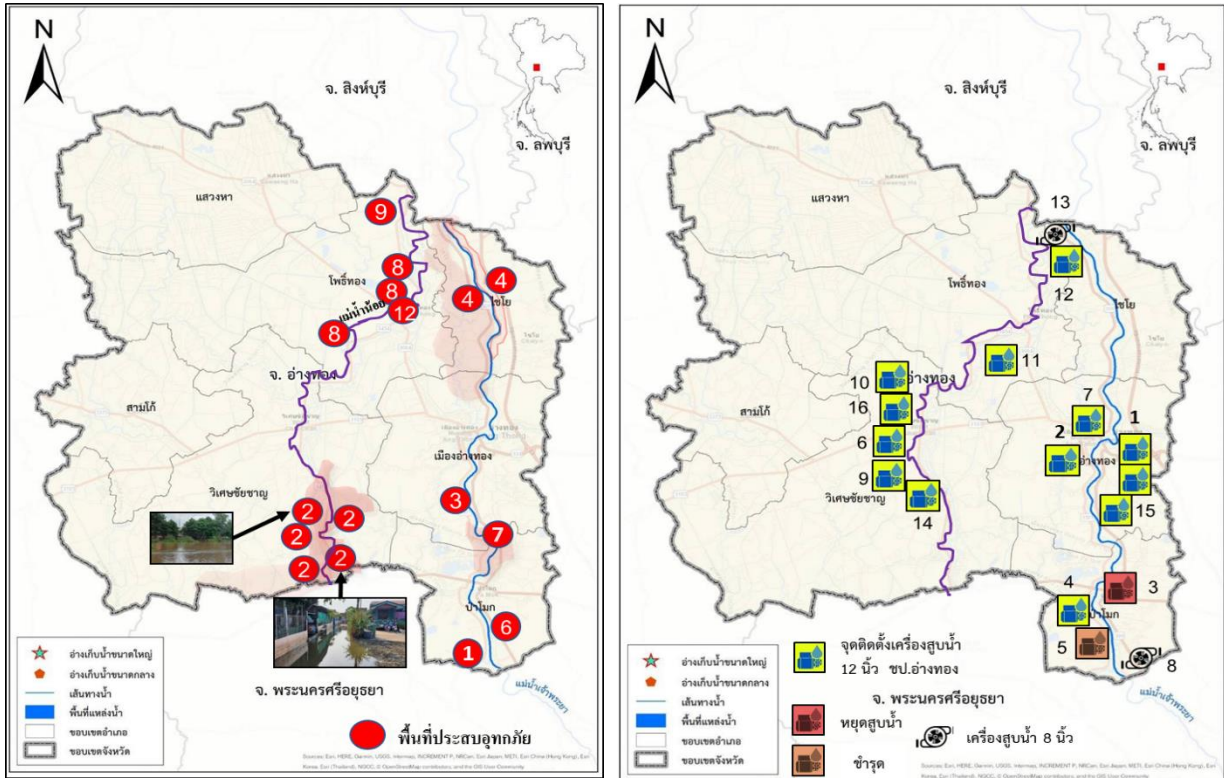 N
จ. สิงห์บุรี
จ. ลพบุรี
แสวงหา
9
8
4
โพธิ์ทอง
8
4
ไชโย
แม่น้ำน้อย
12
8
จ. อ่างทอง
สามโก้
เมืองอ่างทอง
วิเศษชัยชาญ
3
2
2
2
7
2
2
ป่าโมก
6
1
จ. พระนครศรีอยุธยา
แม่น้ำเจ้าพระยา
อ่างเก็บน้ำขนาดใหญ่
อ่างเก็บน้ำขนาดกลาง
เส้นทางน้ำ
พื้นที่แหล่งน้ำ
ขอบเขตอำเภอ
ขอบเขตจังหวัด
พื้นที่ประสบอุทกภัย
N
จ. สิงห์บุรี
จ. ลพบุรี
แสวงหา
13
โพธิ์ทอง
12
ไชโย
11
10
อ่างทอง
16
สามโก้
7
1
6
2
อ่างทอง
9
วิเศษชัยชาญ
14
15
4
3
ป่าโมก
5
8
แม่น้ำเจ้าพระยา
จุดติดตั้งเครื่องสูบน้ำ
12 นิ้ว ชป.อ่างทอง
จ. พระนครศรีอยุธยา
หยุดสูบน้ำ
เครื่องสูบน้ำ 8 นิ้ว
ชำรุด
อ่างเก็บน้ำขนาดใหญ่
อ่างเก็บน้ำขนาดกลาง
เส้นทางน้ำ
พื้นที่แหล่งน้ำ
ขอบเขตอำเภอ
ขอบเขตจังหวัด